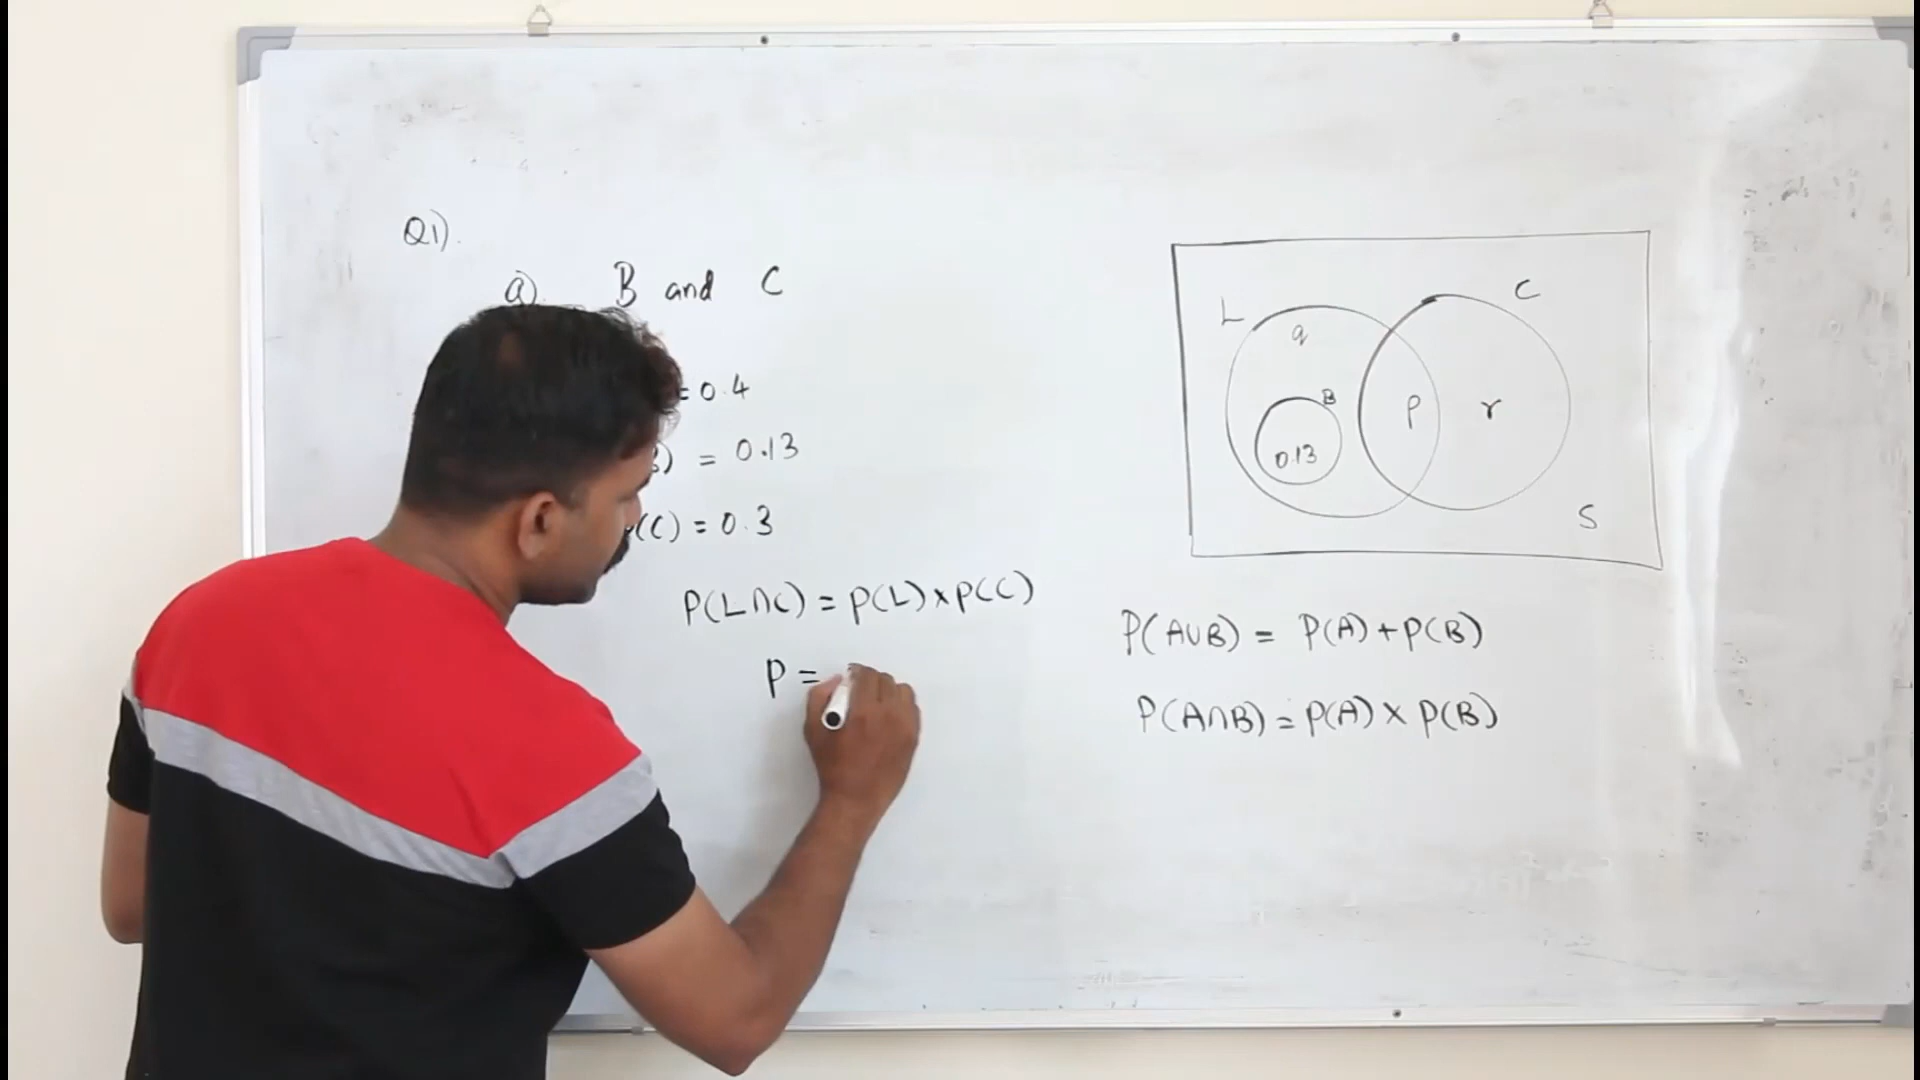 Q1).
a). B and C
= 0.4
) = 0.13
(C) = 0.3
P(L∩C) = P(L) x P(C)
P =
L
C
q
B
P
r
0.13
S
P(A∪B) = P(A) + P(B)
P(A∩B) = P(A) x P(B)